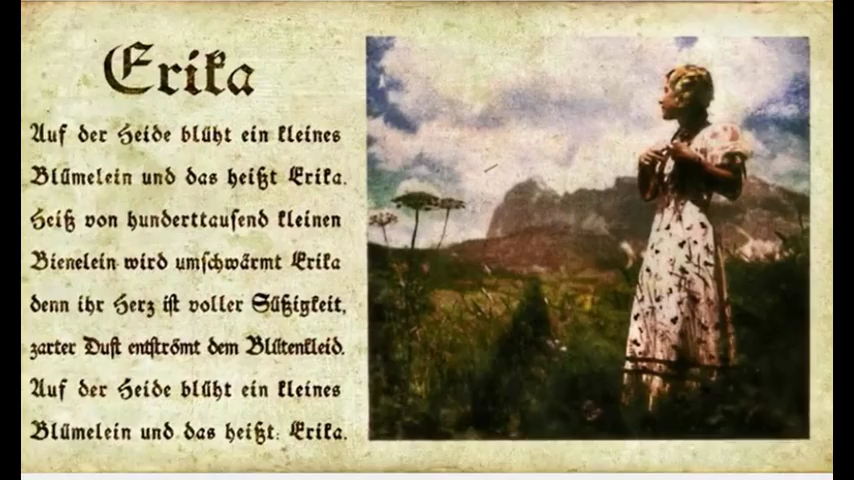 Erika
Auf der Heide blüht ein kleines
Blümelein und das heißt Erika.
Heiß von hunderttausend kleinen
Bienelein wird umschwärmt Erika
denn ihr Herz ist voller Süßigkeit,
zarter Duft entströmt dem Blütenkleid.
Auf der Heide blüht ein kleines
Blümelein und das heißt: Erika.